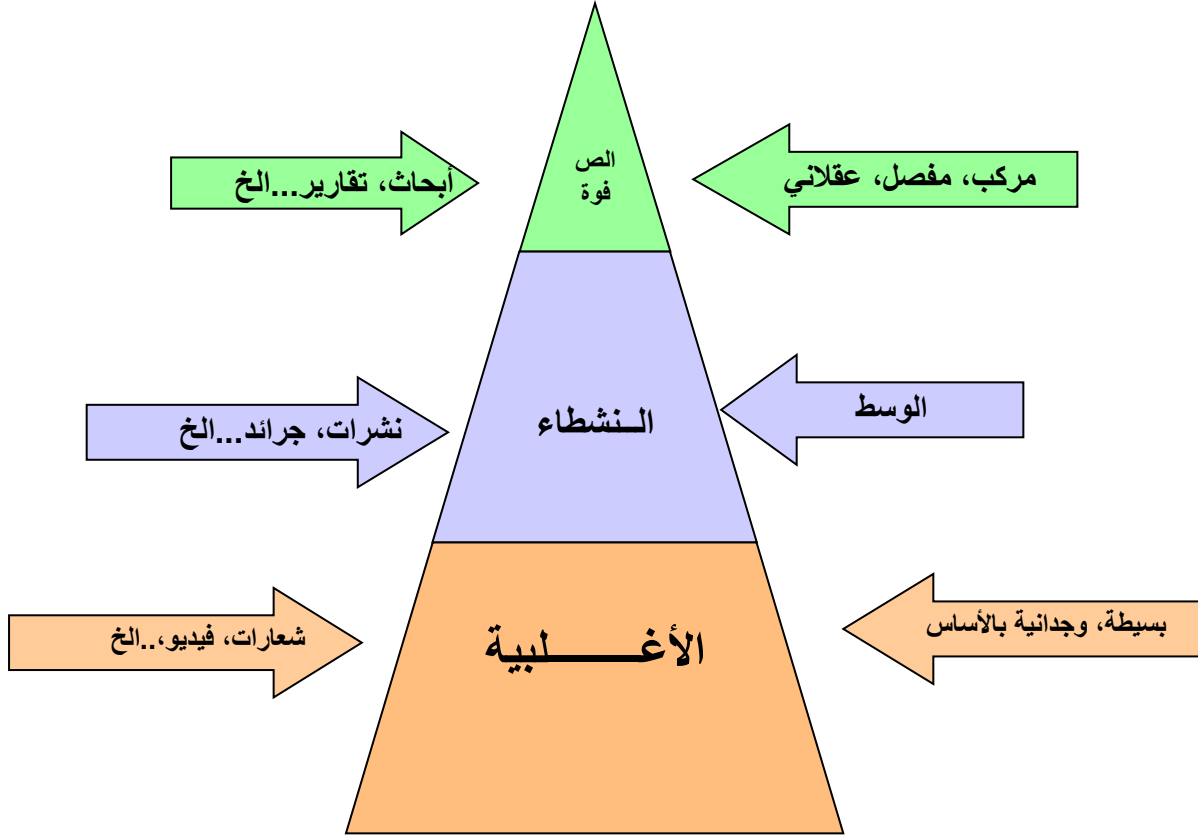 الص
فوة
مركب، مفصل، عقلاني
أبحاث، تقارير...الخ
الـنشطاء
الوسط
نشرات، جرائد...الخ
الأغـــــــلبية
بسيطة، وجدانية بالأساس
شعارات، فيديو،..الخ